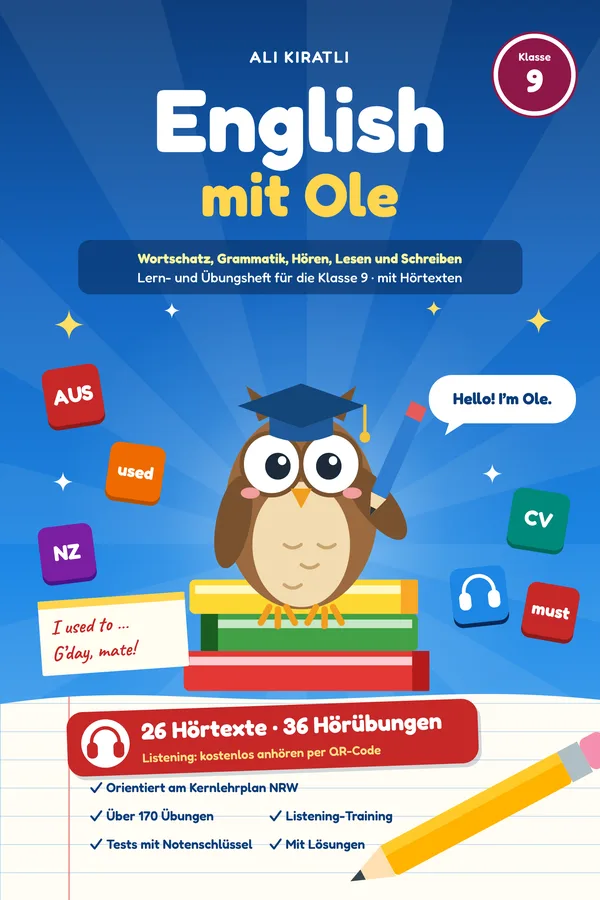 ALI KIRATLI
Klasse
9
English
mit Ole
Wortschatz, Grammatik, Hören, Lesen und Schreiben
Lern- und Übungsheft für die Klasse 9 · mit Hörtexten
AUS
Hello! I'm Ole.
used
CV
NZ
must
I used to ...
G'day, mate!
26 Hörtexte · 36 Hörübungen
Listening: kostenlos anhören per QR-Code
✓ Orientiert am Kernlehrplan NRW
✓ Über 170 Übungen
✓ Listening-Training
✓ Tests mit Notenschlüssel
✓ Mit Lösungen